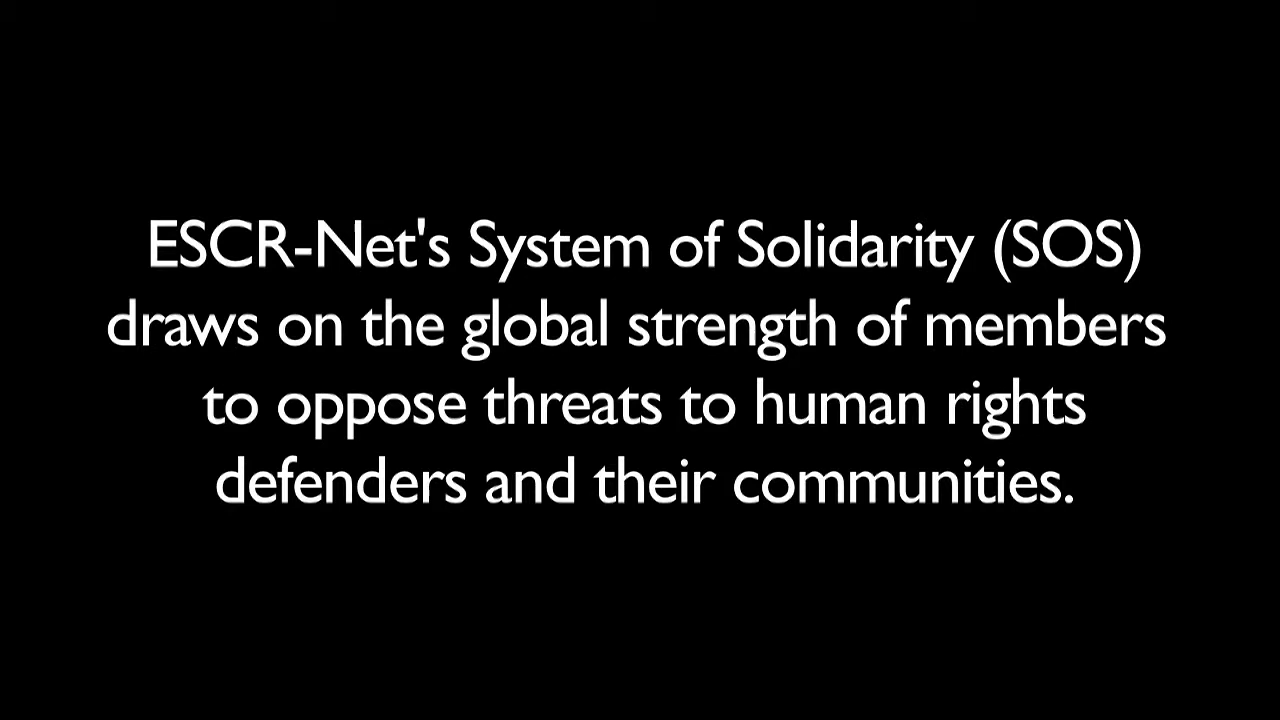 ESCR-Net's System of Solidarity (SOS)
draws on the global strength of members
to oppose threats to human rights
defenders and their communities.